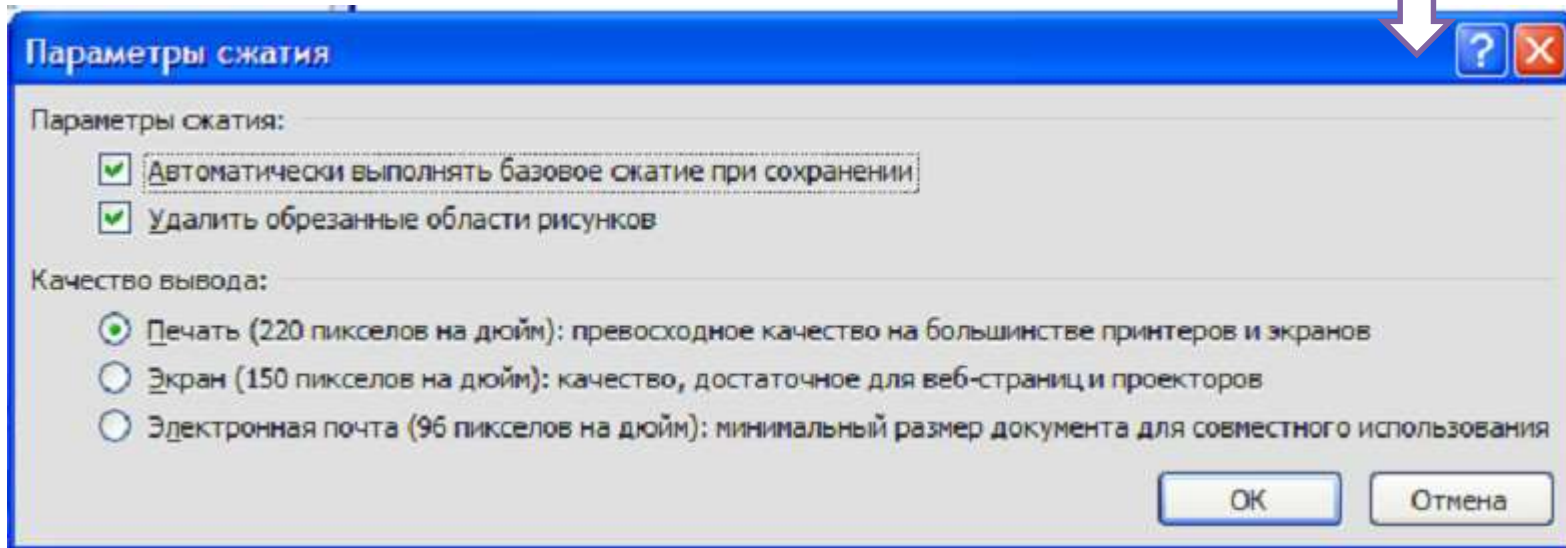 Параметры сжатия
Параметры сжатия:
Автоматически выполнять базовое сжатие при сохранении
Удалить обрезанные области рисунков
Качество вывода:
Печать (220 пикселов на дюйм): превосходное качество на большинстве принтеров и экранов
Экран (150 пикселов на дюйм): качество, достаточное для веб-страниц и проекторов
Электронная почта (96 пикселов на дюйм): минимальный размер документа для совместного использования
ОК Отмена